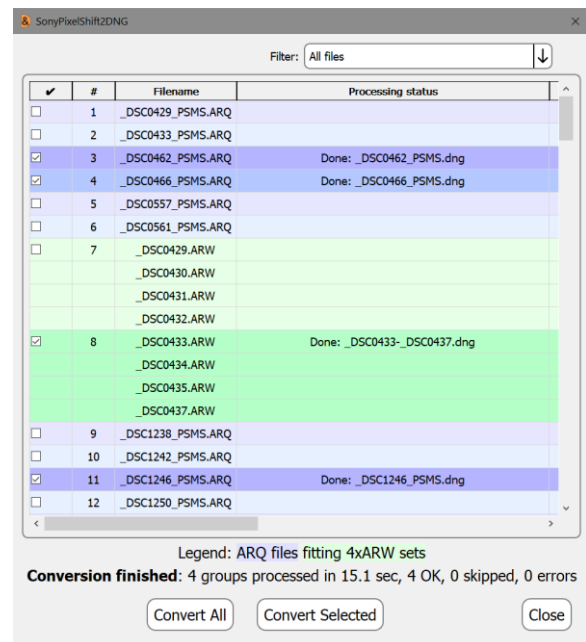 SonyPixelShift2DNG
Filter: All files
✔ # Filename Processing status
1 _DSC0429_PSMS.ARQ
2 _DSC0433_PSMS.ARQ
3 _DSC0462_PSMS.ARQ Done: _DSC0462_PSMS.dng
4 _DSC0466_PSMS.ARQ Done: _DSC0466_PSMS.dng
5 _DSC0557_PSMS.ARQ
6 _DSC0561_PSMS.ARQ
7 _DSC0429.ARW
_DSC0430.ARW
_DSC0431.ARW
_DSC0432.ARW
8 _DSC0433.ARW Done: _DSC0433-_DSC0437.dng
_DSC0434.ARW
_DSC0435.ARW
_DSC0437.ARW
9 _DSC1238_PSMS.ARQ
10 _DSC1242_PSMS.ARQ
11 _DSC1246_PSMS.ARQ Done: _DSC1246_PSMS.dng
12 _DSC1250_PSMS.ARQ
Legend: ARQ files fitting 4xARW sets
Conversion finished: 4 groups processed in 15.1 sec, 4 OK, 0 skipped, 0 errors
Convert All Convert Selected Close